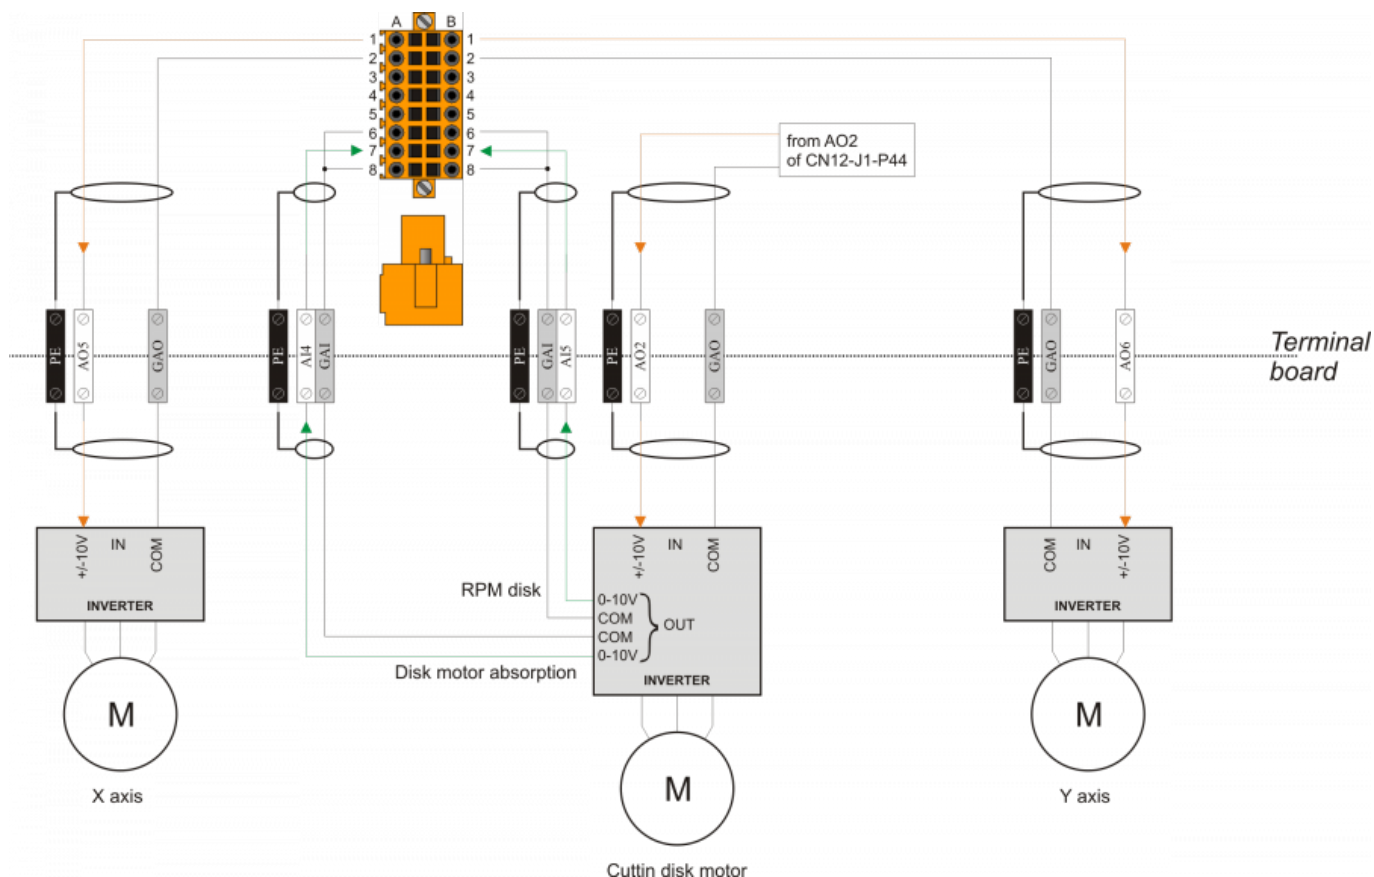 A B
1 1
2 2
3 3
4 4
5 5
6 6
7 7
8 8
from AO2
of CN12-J1-P44
PE AO5 GAO PE AI4 GAI PE GAI AI5 PE AO2 GAO PE GAO AO6
Terminal
board
+/-10V IN COM
INVERTER
M
X axis
+/-10V IN COM
RPM disk
0-10V
COM
OUT
COM
0-10V
Disk motor absorption
INVERTER
M
Cuttin disk motor
COM IN +/-10V
INVERTER
M
Y axis